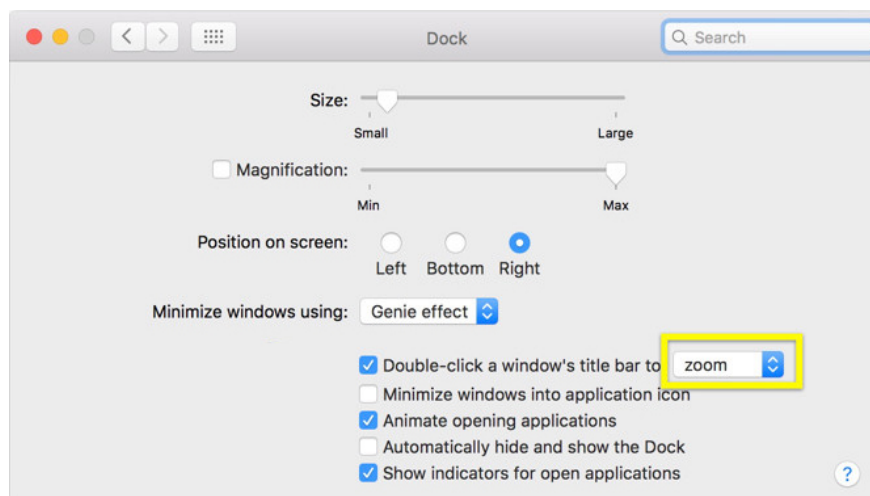 Dock
Search
Size:
Small Large
Magnification:
Min Max
Position on screen:
Left Bottom Right
Minimize windows using: Genie effect
Double-click a window's title bar to zoom
Minimize windows into application icon
Animate opening applications
Automatically hide and show the Dock
Show indicators for open applications
?